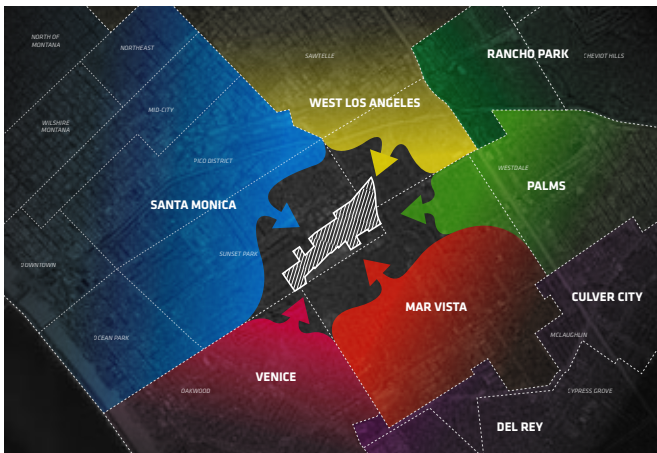 NORTH OF
MONTANA
NORTHEAST
SAWTELLE
RANCHO PARK
CHEVIOT HILLS
WEST LOS ANGELES
MID-CITY
WILSHIRE
MONTANA
PICO DISTRICT
WESTDALE
PALMS
SANTA MONICA
SUNSET PARK
DOWNTOWN
CULVER CITY
MAR VISTA
MCLAUGHLIN
OCEAN PARK
VENICE
OAKWOOD
CYPRESS GROVE
DEL REY